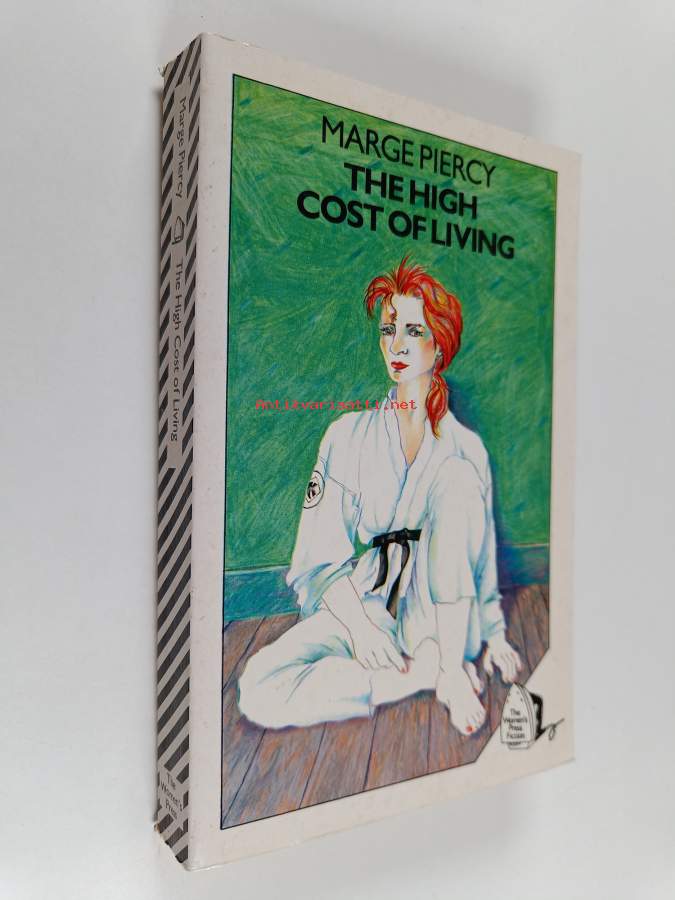 MARGE PIERCY
THE HIGH
COST OF LIVING
Antikvariaatti.net
The
Women's
Press
Fiction
Marge Piercy
The High Cost of Living
The
Women's
Press